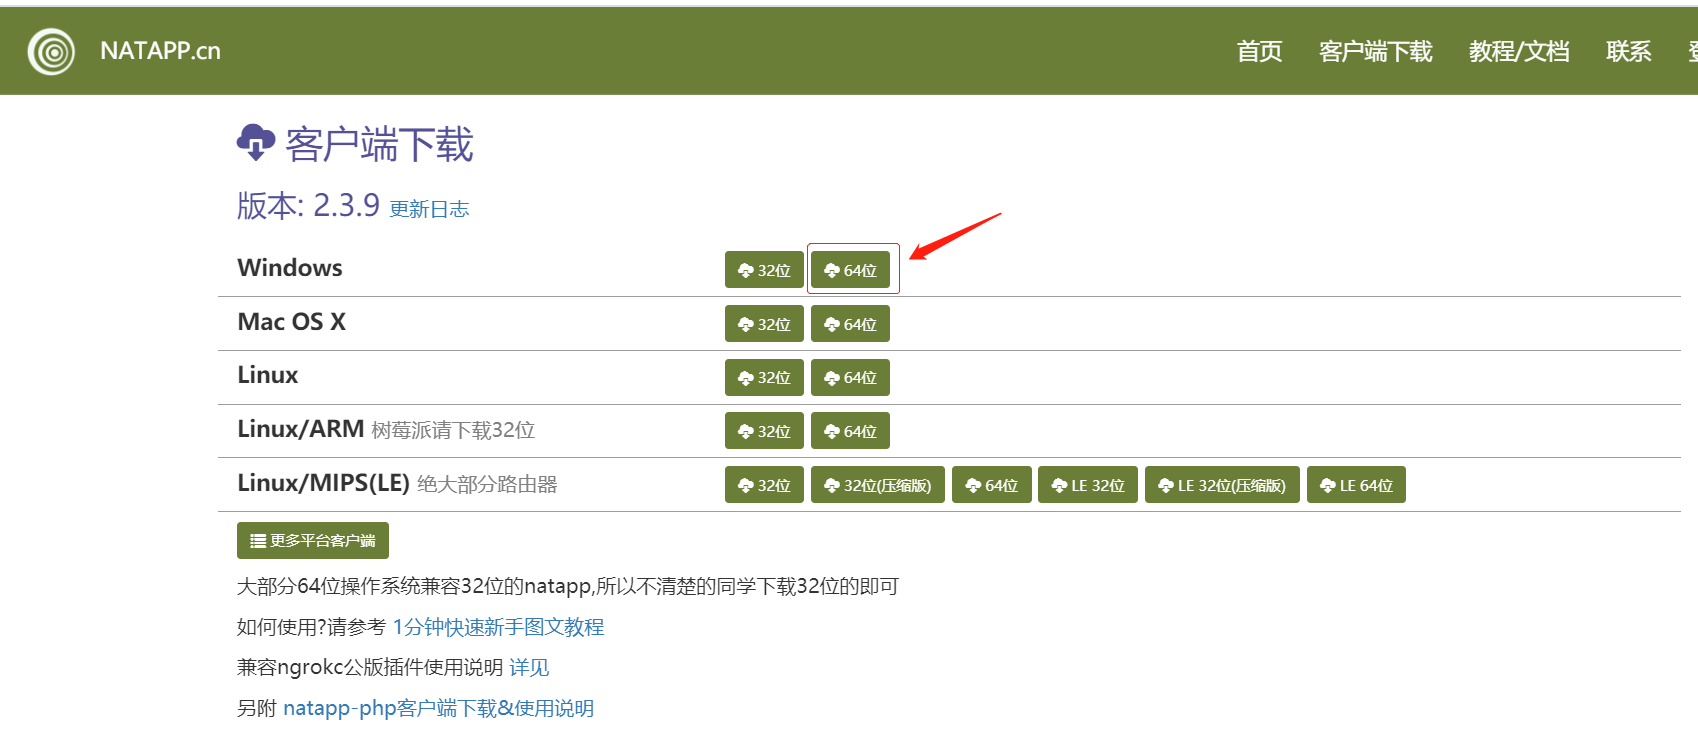 NATAPP.cn 首页 客户端下载 教程/文档 联系
客户端下载
版本: 2.3.9 更新日志
Windows 32位 64位
Mac OS X 32位 64位
Linux 32位 64位
Linux/ARM 树莓派请下载32位 32位 64位
Linux/MIPS(LE) 绝大部分路由器 32位 32位(压缩版) 64位 LE 32位 LE 32位(压缩版) LE 64位
更多平台客户端
大部分64位操作系统兼容32位的natapp,所以不清楚的同学下载32位的即可
如何使用?请参考 1分钟快速新手图文教程
兼容ngrokc公版插件使用说明 详见
另附 natapp-php客户端下载&使用说明